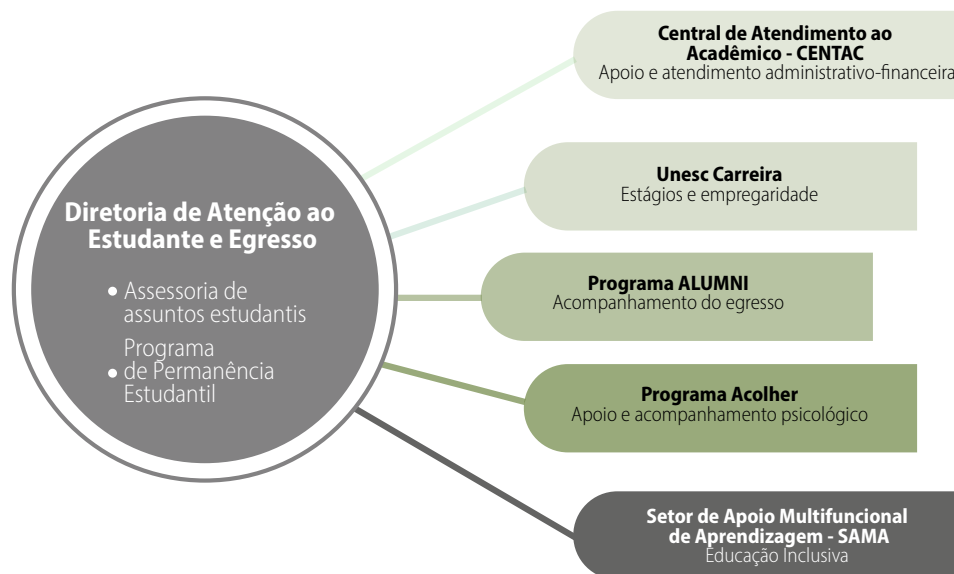 Diretoria de Atenção ao
Estudante e Egresso
• Assessoria de
assuntos estudantis
Programa
• de Permanência
Estudantil
Central de Atendimento ao
Acadêmico - CENTAC
Apoio e atendimento administrativo-financeira
Unesc Carreira
Estágios e empregaridade
Programa ALUMNI
Acompanhamento do egresso
Programa Acolher
Apoio e acompanhamento psicológico
Setor de Apoio Multifuncional
de Aprendizagem - SAMA
Educação Inclusiva